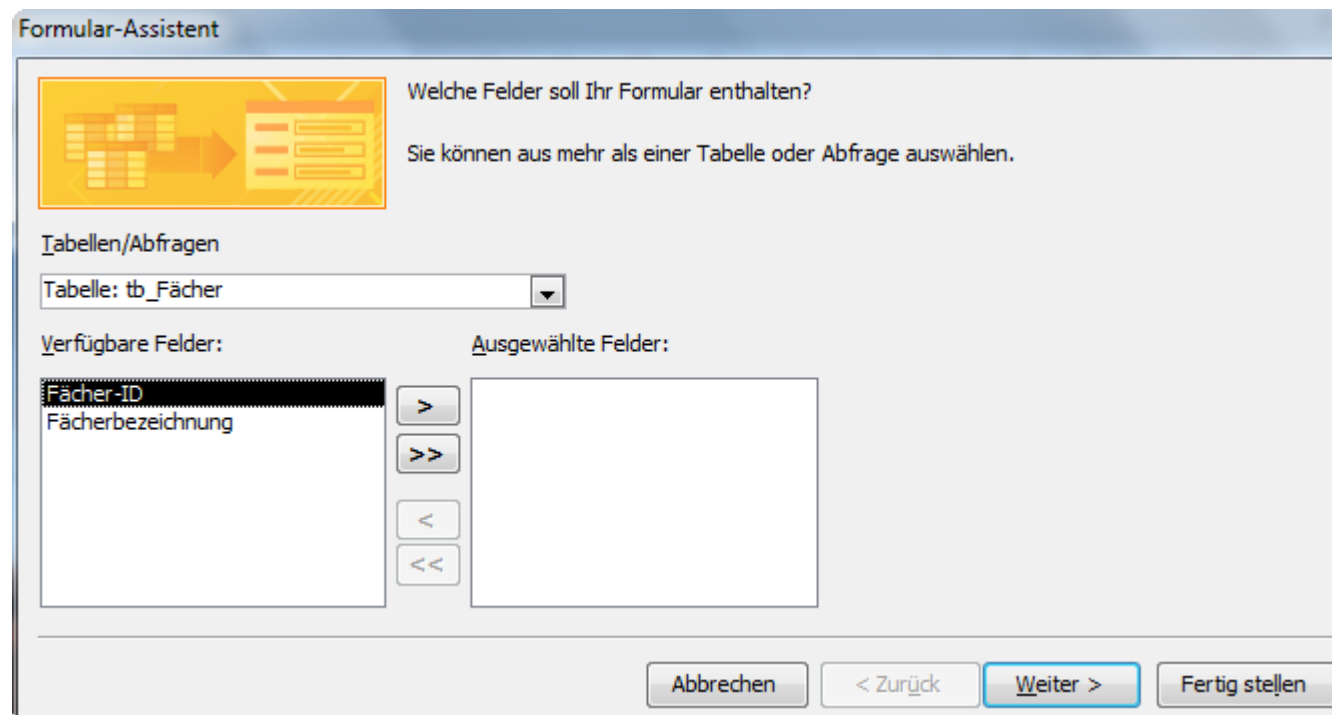 Formular-Assistent
Welche Felder soll Ihr Formular enthalten?
Sie können aus mehr als einer Tabelle oder Abfrage auswählen.
Tabellen/Abfragen
Tabelle: tb_Fächer
Verfügbare Felder:
Ausgewählte Felder:
Fächer-ID
Fächerbezeichnung
>
>>
<
<<
Abbrechen
< Zurück
Weiter >
Fertig stellen